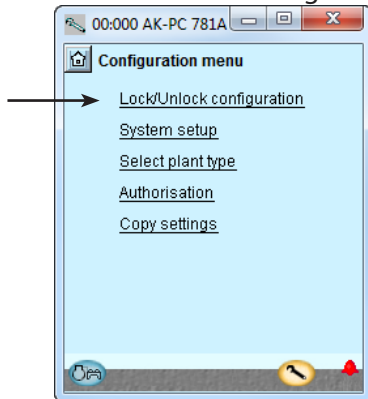 00:000 AK-PC 781A
Configuration menu
Lock/Unlock configuration
System setup
Select plant type
Authorisation
Copy settings